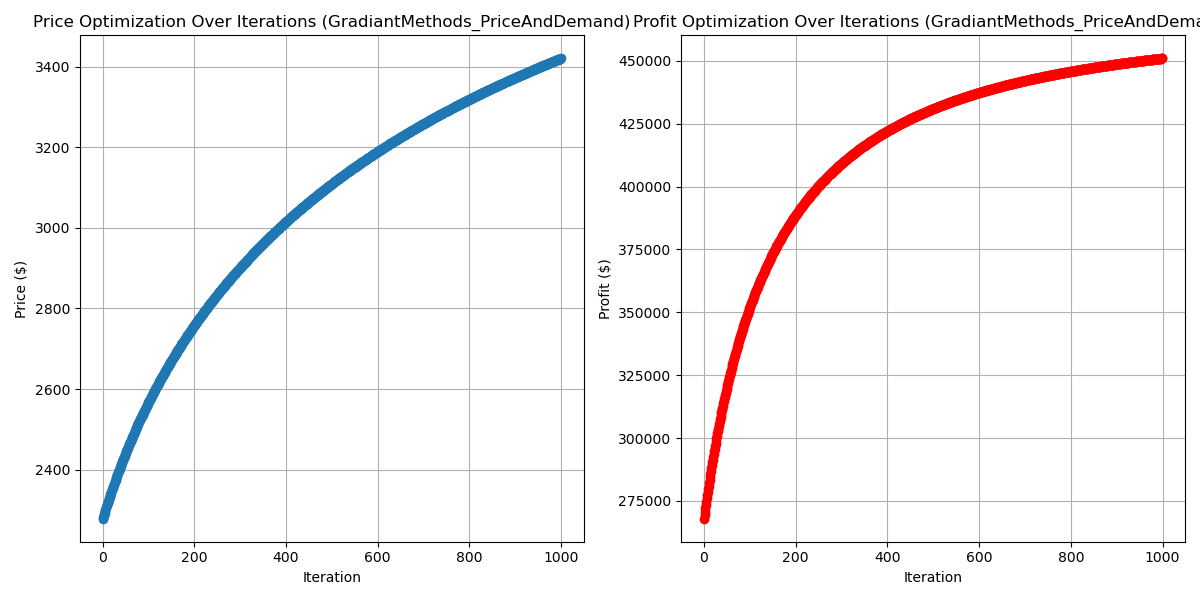 Price Optimization Over Iterations (GradiantMethods_PriceAndDemand)
3400
3200
3000
2800
2600
2400
Price ($)
0 200 400 600 800 1000
Iteration
Profit Optimization Over Iterations (GradiantMethods_PriceAndDema
450000
425000
400000
375000
350000
325000
300000
275000
Profit ($)
0 200 400 600 800 1000
Iteration